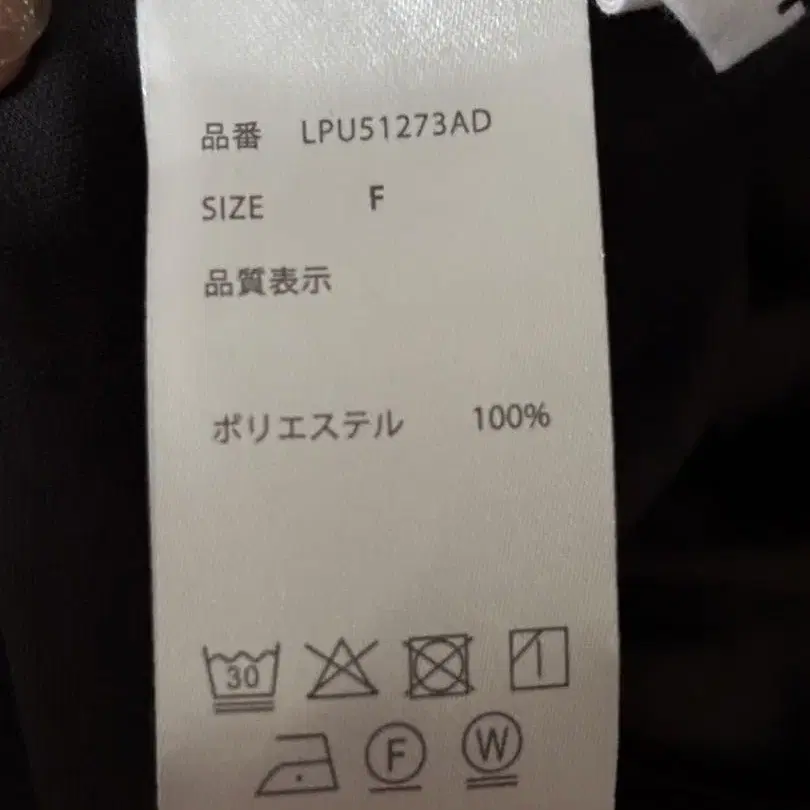 品番 LPU51273AD
SIZE F
品質表示
ポリエステル 100%
30
F W